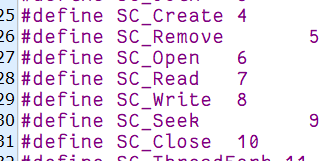 25 #define SC_Create 4
26 #define SC_Remove 5
27 #define SC_Open 6
28 #define SC_Read 7
29 #define SC_Write 8
30 #define SC_Seek 9
31 #define SC_Close 10